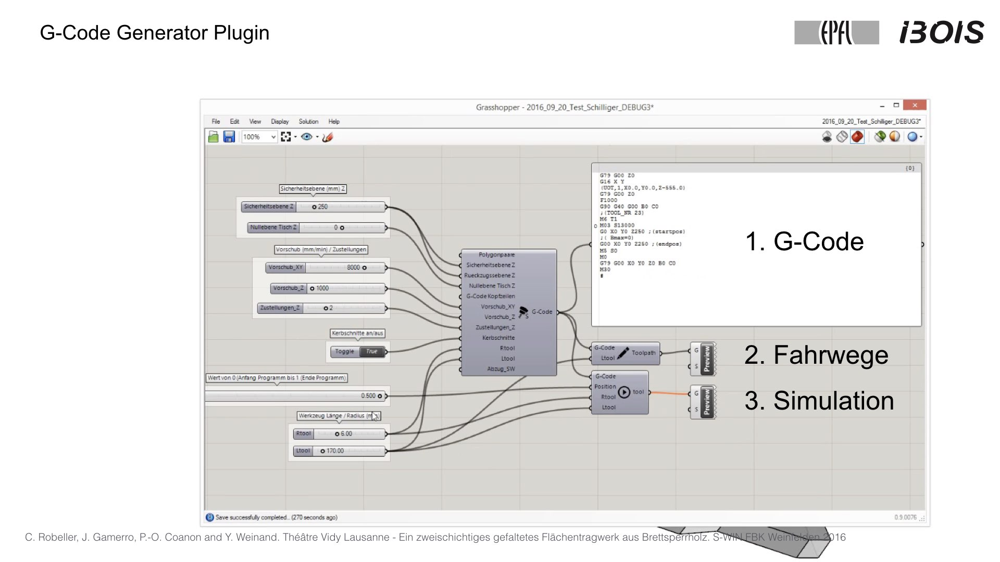 G-Code Generator Plugin
EPFL
iBOIS
Grasshopper - 2016_09_20_Test_Schilliger_DEBUG3*
File Edit View Display Solution Help
2016_09_20_Test_Schilliger_DEBUG3*
100%
Sicherheitsebene (mm) Z
Sicherheitsebene Z 250
Nullebene Tisch Z 0
Vorschub (mm/min) / Zustellungen
Vorschub_XY 8000
Vorschub_Z 1000
Zustellungen_Z 2
Kerbschnitte an/aus
Toggle True
Wert von 0 (Anfang Programm bis 1 (Ende Programm)
0.500
Werkzeug Länge / Radius
Rtool 6.00
Ltool 170.00
Polygonpaare
Sicherheitsebene Z
Rueckzugssebene Z
Nullebene Tisch Z
G-Code Kopfzeilen
Vorschub_XY
Vorschub_Z
Zustellungen_Z
Kerbschnitte
Rtool
Ltool
Abzug_SW
G-Code
{0}
G79 G00 Z0
G16 X Y
(UOT,1,X0.0,Y0.0,Z-555.0)
G79 G00 Z0
F1000
G90 G40 G00 B0 C0
;(TOOL_NR 23)
M6 T1
0 M03 S13000
G0 X0 Y0 Z250 ;(startpos)
;( Bmax=0)
G00 X0 Y0 Z250 ;(endpos)
M5 S0
M0
G79 G00 X0 Y0 Z0 B0 C0
M30
1. G-Code
G-Code
Ltool
Toolpath
G
S
Preview
2. Fahrwege
G-Code
Position
Rtool
Ltool
tool
G
S
Preview
3. Simulation
Save successfully completed... (270 seconds ago)
0.9.0076
C. Robeller, J. Gamerro, P.-O. Coanon and Y. Weinand. Théâtre Vidy Lausanne - Ein zweischichtiges gefaltetes Flächentragwerk aus Brettsperrholz. S-WIN FBK Weinfelden 2016